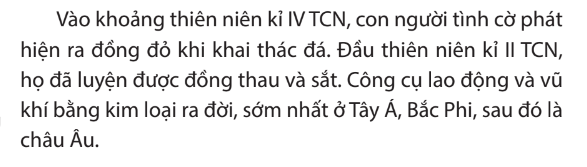 Vào khoảng thiên niên kỉ IV TCN, con người tình cờ phát
hiện ra đồng đỏ khi khai thác đá. Đầu thiên niên kỉ II TCN,
họ đã luyện được đồng thau và sắt. Công cụ lao động và vũ
khí bằng kim loại ra đời, sớm nhất ở Tây Á, Bắc Phi, sau đó là
châu Âu.